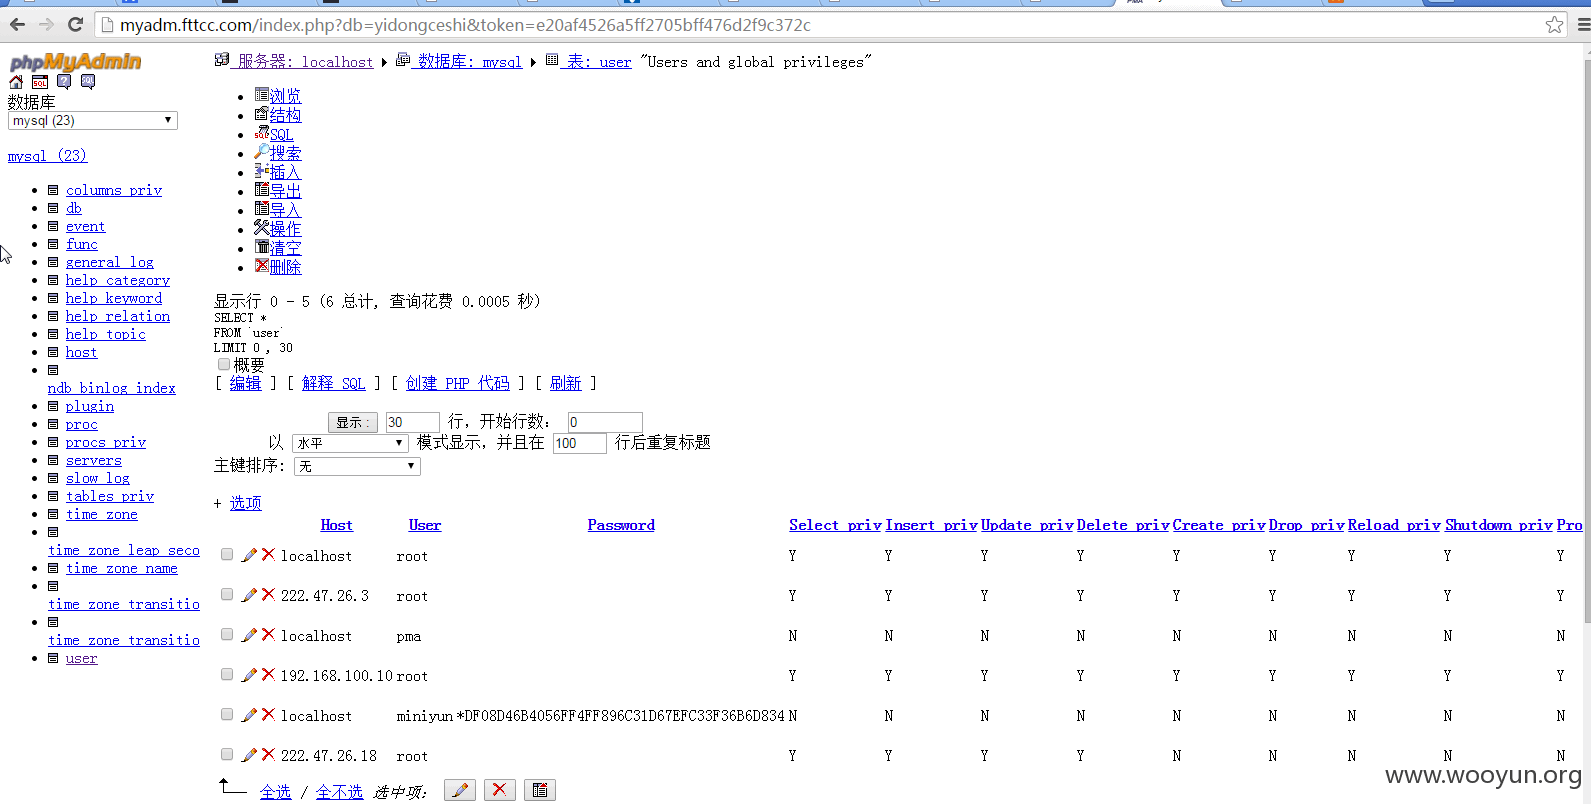 myadm.fttcc.com/index.php?db=yidongceshi&token=e20af4526a5ff2705bff476d2f9c372c
phpMyAdmin
数据库
mysql (23)
mysql (23)
columns_priv
db
event
func
general_log
help_category
help_keyword
help_relation
help_topic
host
ndb_binlog_index
plugin
proc
procs_priv
servers
slow_log
tables_priv
time_zone
time_zone_leap_seco
time_zone_name
time_zone_transitio
time_zone_transitio
user
服务器: localhost 数据库: mysql 表: user "Users and global privileges"
浏览
结构
SQL
搜索
插入
导出
导入
操作
清空
删除
显示行 0 - 5 (6 总计, 查询花费 0.0005 秒)
SELECT *
FROM `user`
LIMIT 0 , 30
概要
[ 编辑 ] [ 解释 SQL ] [ 创建 PHP 代码 ] [ 刷新 ]
显示 : 30 行, 开始行数: 0
以 水平 模式显示, 并且在 100 行后重复标题
主键排序: 无
+ 选项
Host User Password Select_priv Insert_priv Update_priv Delete_priv Create_priv Drop_priv Reload_priv Shutdown_priv Pro
localhost root Y Y Y Y Y Y Y Y Y
222.47.26.3 root Y Y Y Y Y Y Y Y Y
localhost pma N N N N N N N N N
192.168.100.10 root Y Y Y Y Y Y Y Y Y
localhost miniyun *DF08D46B4056FF4FF896C31D67EFC33F36B6D834 N N N N N N N N N
222.47.26.18 root Y Y Y Y N N N N N
全选 / 全不选 选中项:
www.wooyun.org